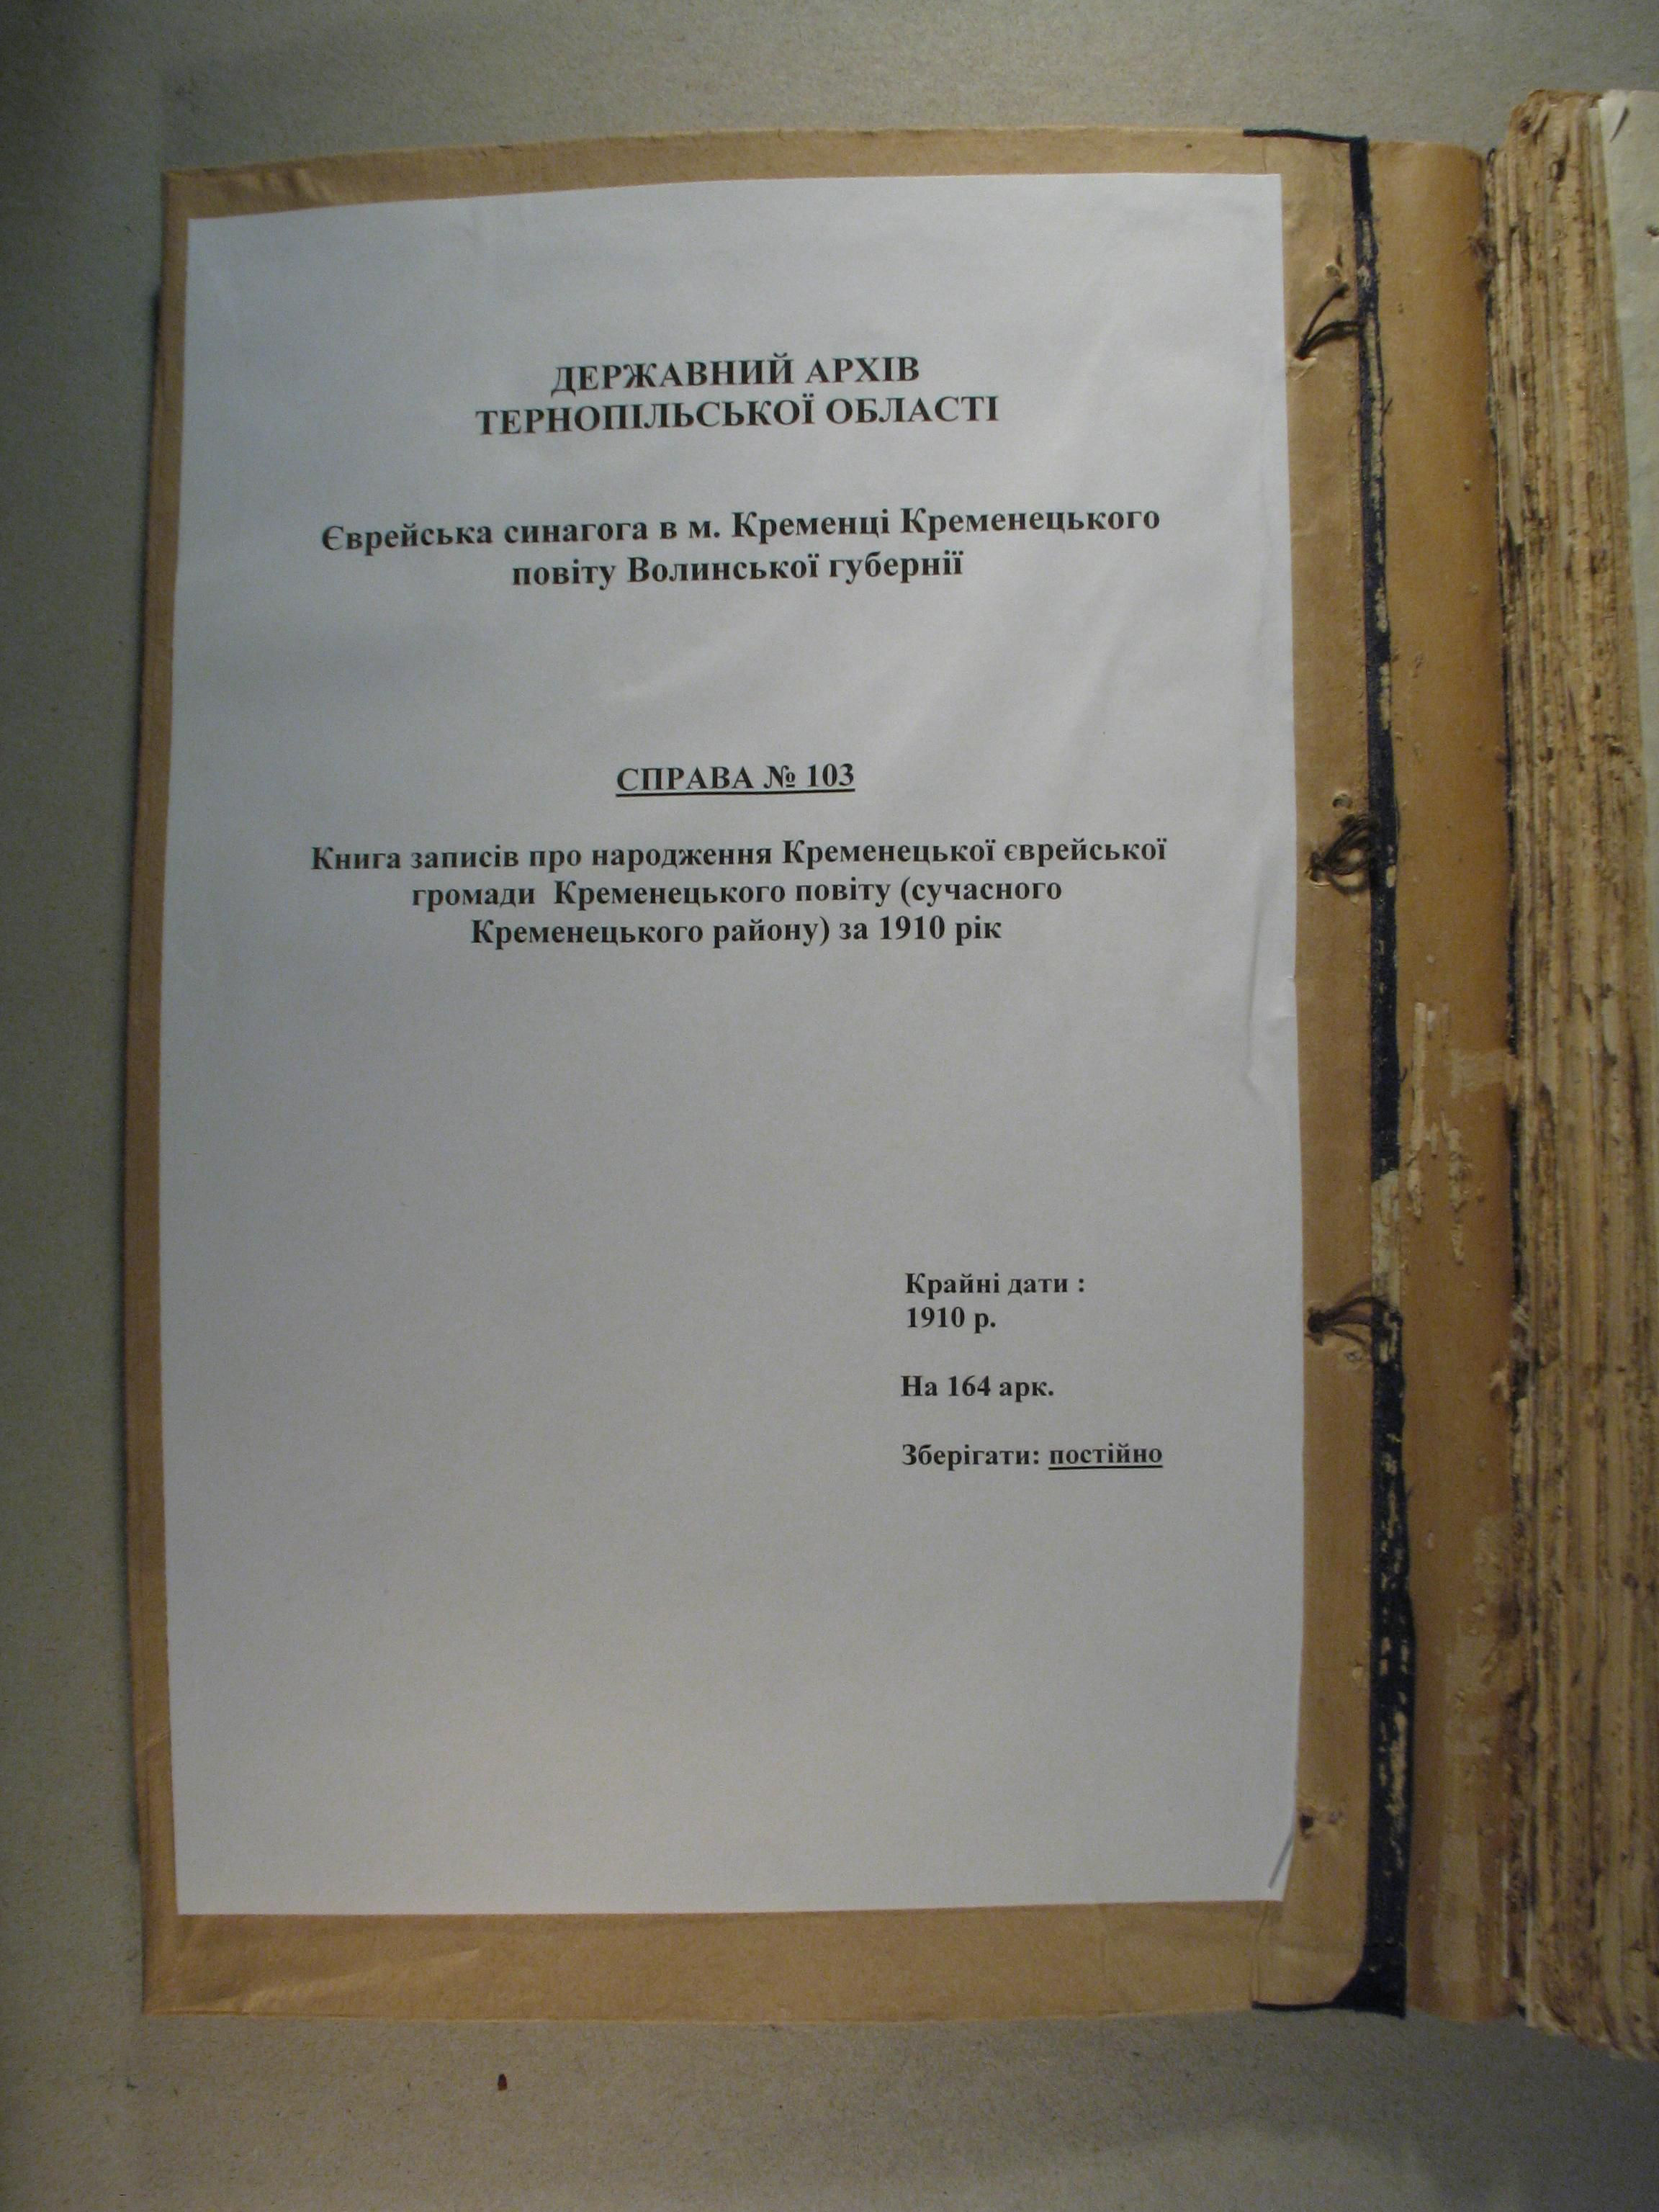 ДЕРЖАВНИЙ АРХІВ
ТЕРНОПІЛЬСЬКОЇ ОБЛАСТІ
Єврейська синагога в м. Кременці Кременецького
повіту Волинської губернії
СПРАВА № 103
Книга записів про народження Кременецької єврейської
громади Кременецького повіту (сучасного
Кременецького району) за 1910 рік
Крайні дати :
1910 р.
На 164 арк.
Зберігати: постійно